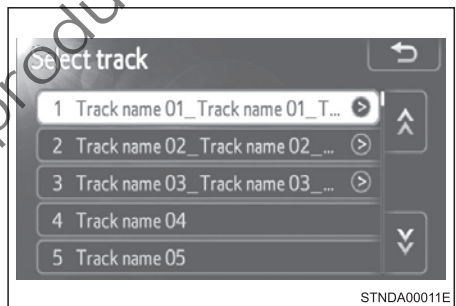 Select track
1 Track name 01_Track name 01_T...
2 Track name 02_Track name 02_...
3 Track name 03_Track name 03_...
4 Track name 04
5 Track name 05
STNDA00011E